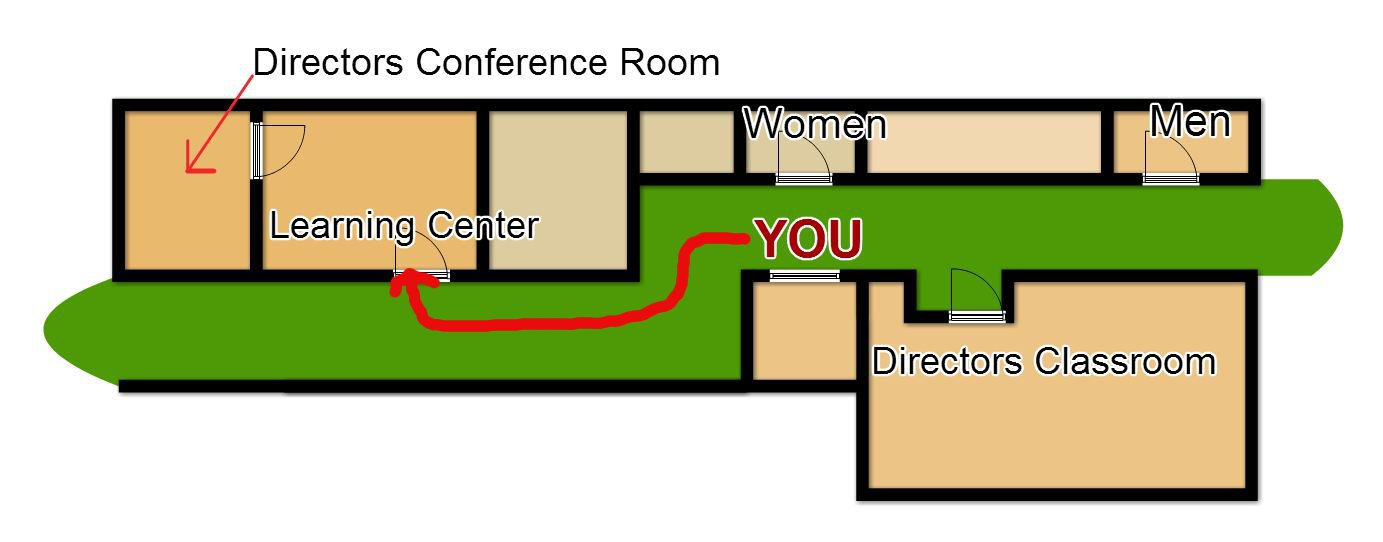 Directors Conference Room
Women
Men
Learning Center
YOU
Directors Classroom